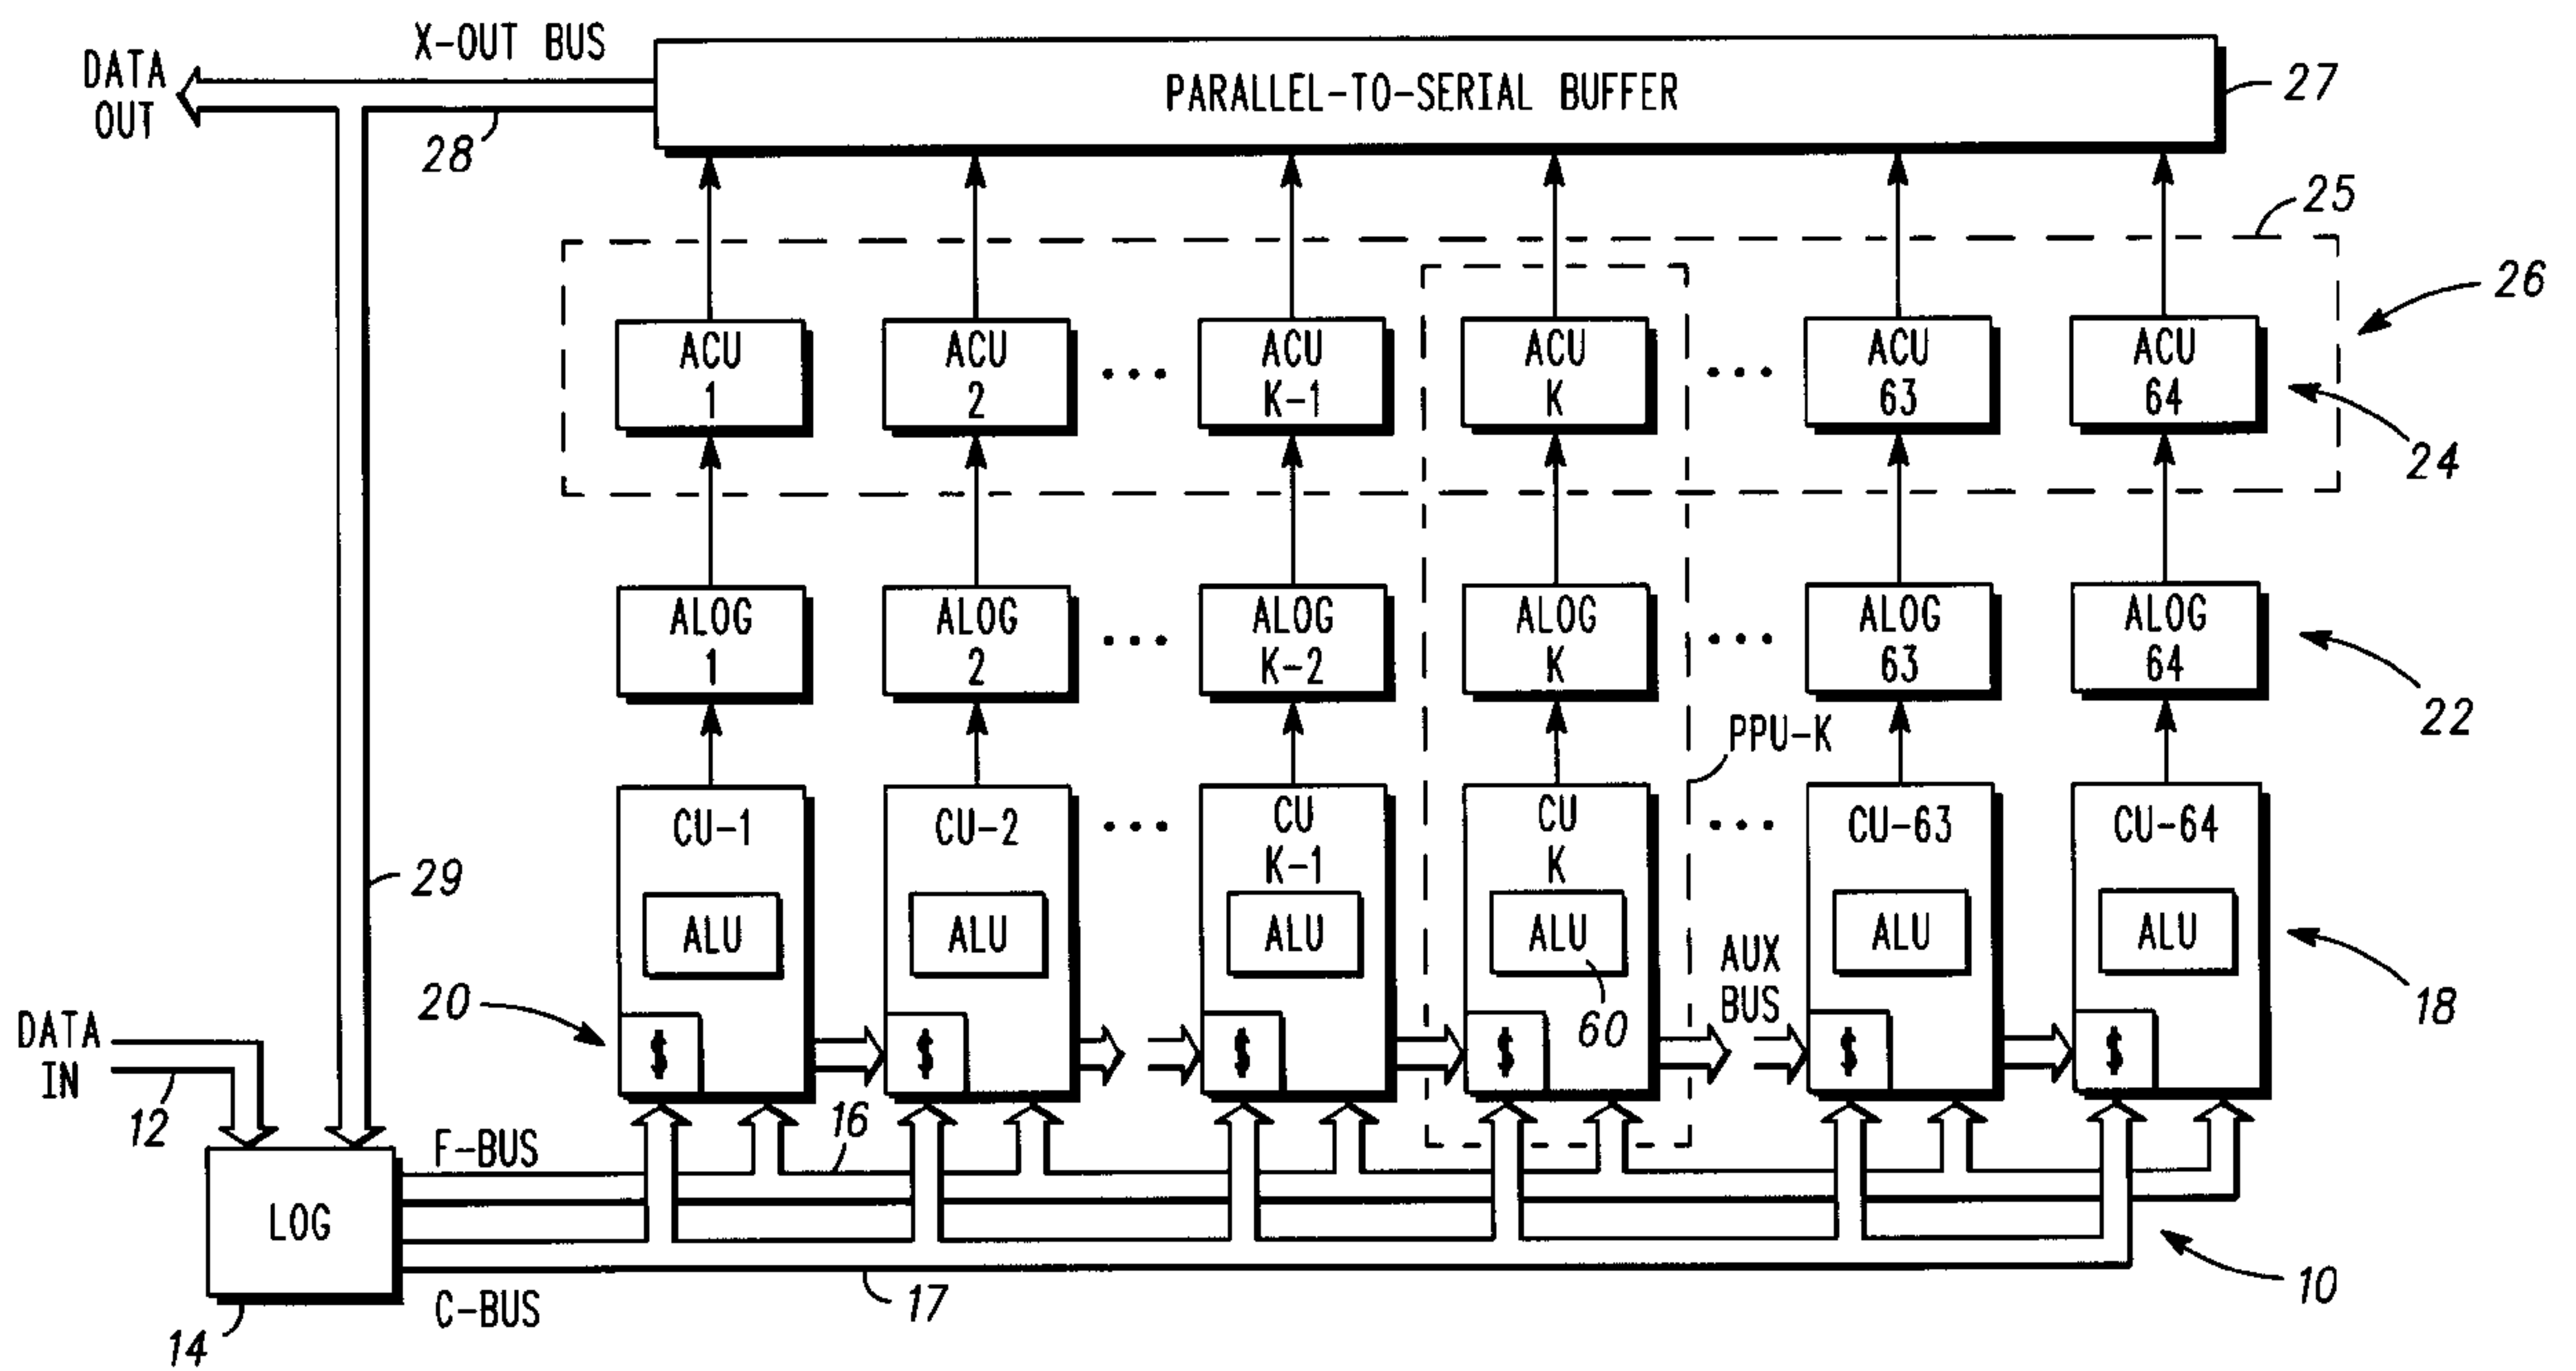 X-OUT BUS
DATA
OUT
PARALLEL-TO-SERIAL BUFFER
27
28
25
26
ACU
1
ACU
2
•••
ACU
K-1
ACU
K
•••
ACU
63
ACU
64
24
ALOG
1
ALOG
2
•••
ALOG
K-2
ALOG
K
•••
ALOG
63
ALOG
64
22
PPU-K
CU-1
CU-2
•••
CU
K-1
CU
K
•••
CU-63
CU-64
29
ALU
ALU
ALU
ALU
ALU
ALU
18
20
60
AUX
BUS
$
$
$
$
$
$
DATA
IN
12
F-BUS
16
LOG
C-BUS
17
10
14